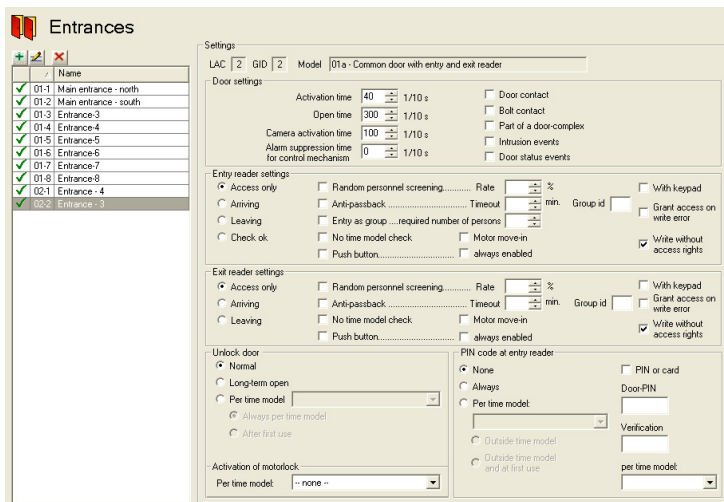 Entrances
/ Name
01-1 Main entrance - north
01-2 Main entrance - south
01-3 Entrance-3
01-4 Entrance-4
01-5 Entrance-5
01-6 Entrance-6
01-7 Entrance-7
01-8 Entrance-8
02-1 Entrance - 4
02-2 Entrance - 3
Settings
LAC 2 GID 2 Model 01a - Common door with entry and exit reader
Door settings
Activation time 40 1/10 s
Open time 300 1/10 s
Camera activation time 100 1/10 s
Alarm suppression time
for control mechanism 0 1/10 s
Door contact
Bolt contact
Part of a door-complex
Intrusion events
Door status events
Entry reader settings
Access only
Arriving
Leaving
Check ok
Random personnel screening........... Rate %
Anti-passback ............................ Timeout min. Group id
Entry as group ....required number of persons
No time model check Motor move-in
Push button.................................. always enabled
With keypad
Grant access on
write error
Write without
access rights
Exit reader settings
Access only
Arriving
Leaving
Random personnel screening........... Rate %
Anti-passback ............................ Timeout min. Group id
No time model check Motor move-in
Push button.................................. always enabled
With keypad
Grant access on
write error
Write without
access rights
Unlock door
Normal
Long-term open
Per time model
Always per time model
After first use
Activation of motorlock
Per time model: -- none --
PIN code at entry reader
None
Always
Per time model:
Outside time model
Outside time model
and at first use
PIN or card
Door-PIN
Verification
per time model: